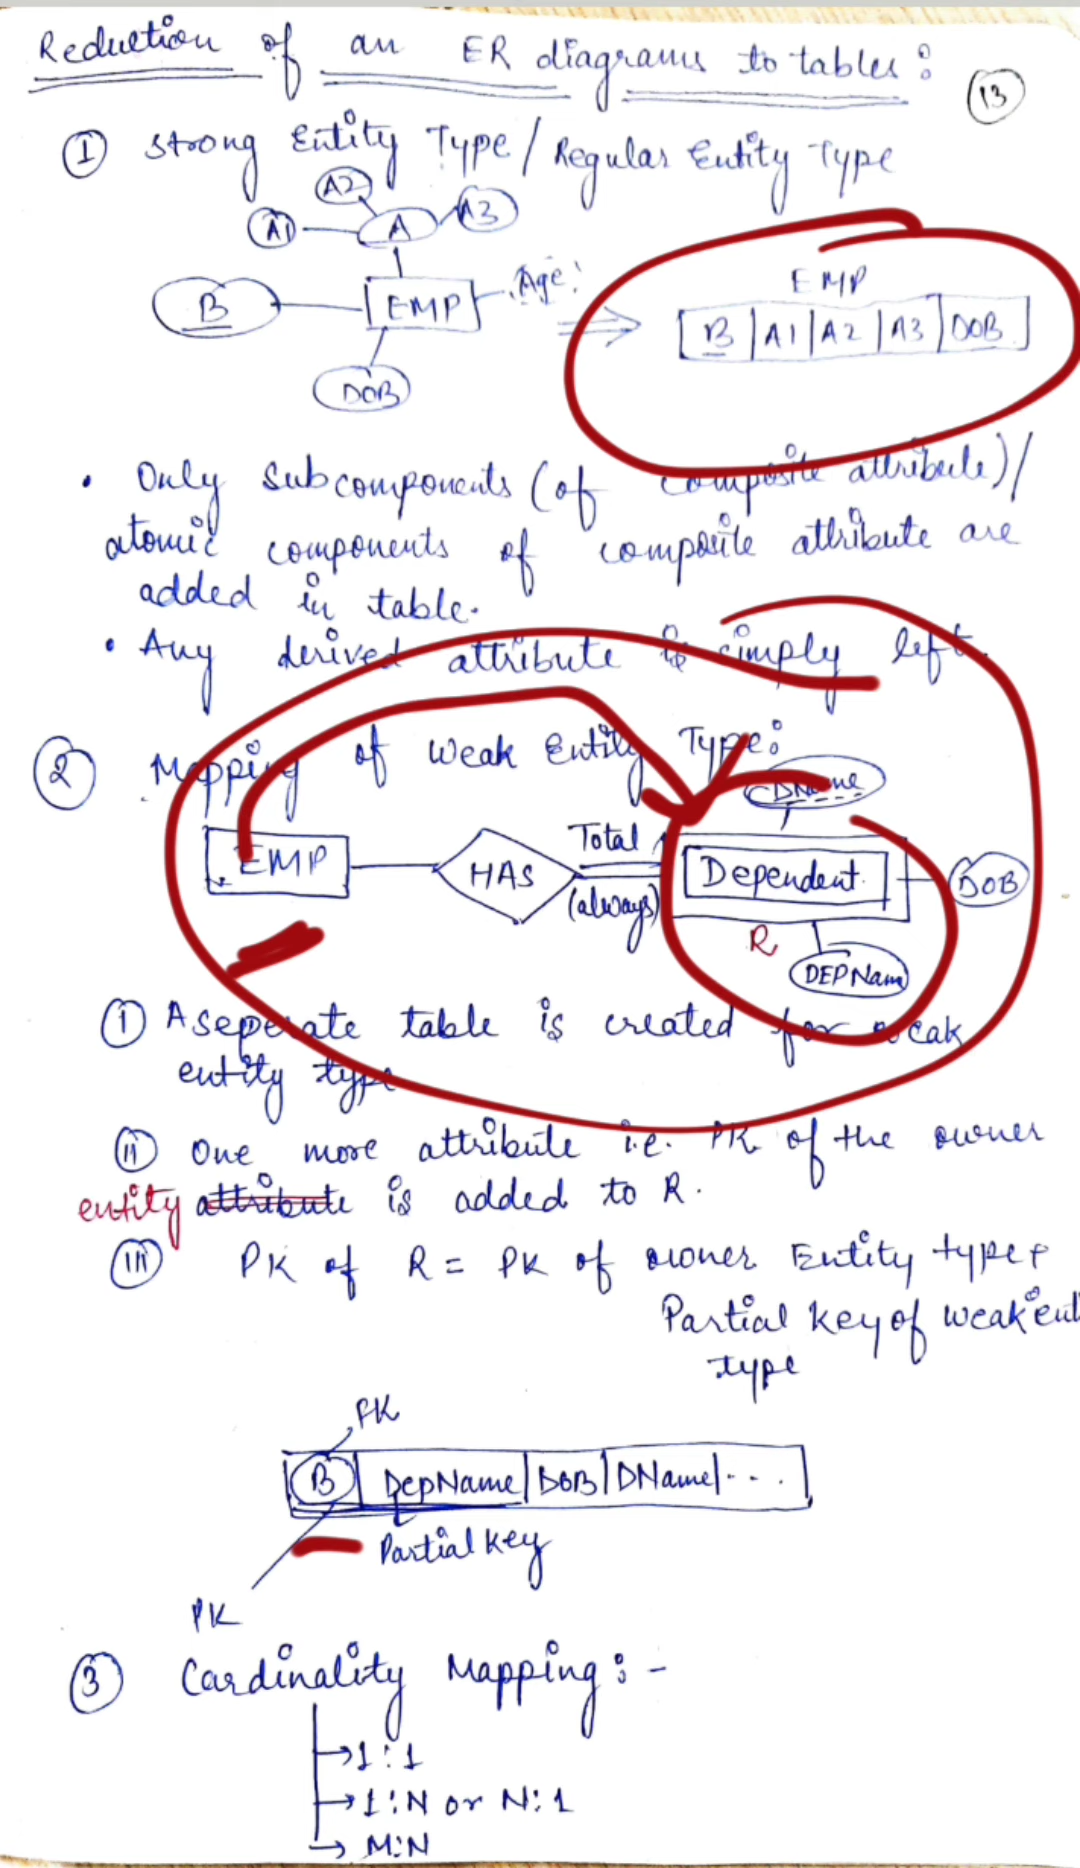 Reduction of an ER diagrams to tables :
13
① Strong Entity Type / Regular Entity Type
A2
A1 A A3
B EMP Age
DOB
⇒
EMP
B | A1 | A2 | A3 | DOB
• Only Subcomponents (of composite attribute) /
atomic components of composite attribute are
added in table.
• Any derived attribute is simply left
② Mapping of weak Entity Type:
DName
EMP HAS Total Dependent DOB
(always)
R
DEPName
① A seperate table is created for weak
entity type
ⅱ One more attribute i.e. PK of the owner
entity attribute is added to R.
ⅲ PK of R = PK of owner Entity type +
Partial key of weak ent
type
FK
B | DepName | DOB | DName | - - .
Partial key
PK
③ Cardinality Mapping : -
→ 1 : 1
→ 1 : N or N : 1
→ M:N